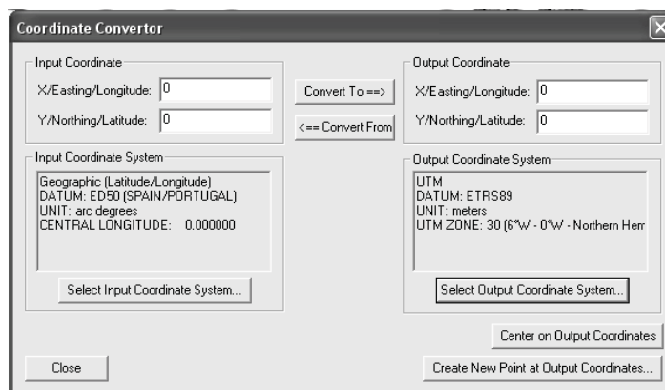 Coordinate Convertor
Input Coordinate
X/Easting/Longitude: 0
Y/Northing/Latitude: 0
Convert To ==>
<== Convert From
Output Coordinate
X/Easting/Longitude: 0
Y/Northing/Latitude: 0
Input Coordinate System
Geographic (Latitude/Longitude)
DATUM: ED50 (SPAIN/PORTUGAL)
UNIT: arc degrees
CENTRAL LONGITUDE: 0.000000
Select Input Coordinate System...
Output Coordinate System
UTM
DATUM: ETRS89
UNIT: meters
UTM ZONE: 30 (6°W - 0°W - Northern Hem
Select Output Coordinate System...
Center on Output Coordinates
Close
Create New Point at Output Coordinates...